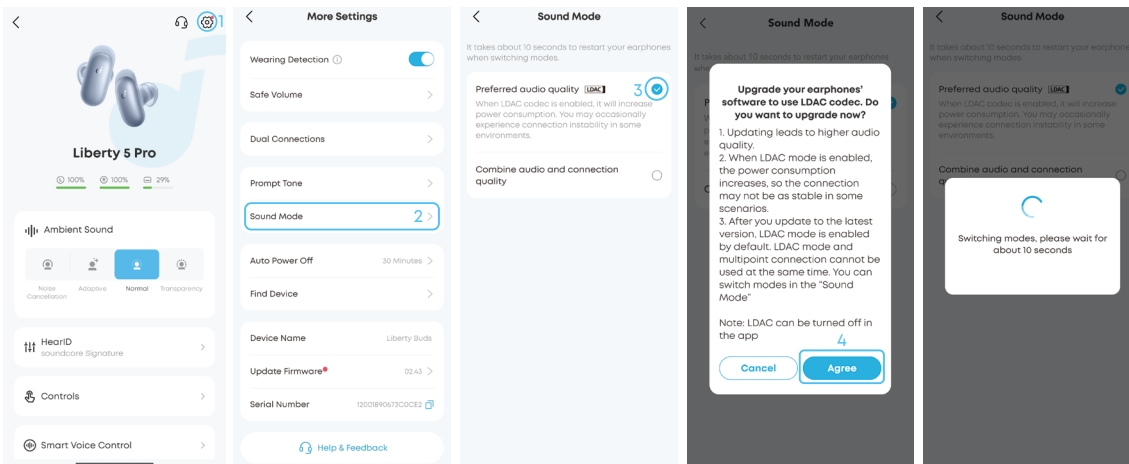 1
Liberty 5 Pro
L 100% R 100% 29%
Ambient Sound
Noise Cancellation Adaptive Normal Transparency
HearID
soundcore Signature
Controls
Smart Voice Control
More Settings
Wearing Detection
Safe Volume
Dual Connections
Prompt Tone
Sound Mode 2
Auto Power Off 30 Minutes
Find Device
Device Name Liberty Buds
Update Firmware 02.43
Serial Number 12001890673C0CE2
Help & Feedback
Sound Mode
It takes about 10 seconds to restart your earphones
when switching modes.
Preferred audio quality LDAC 3
When LDAC codec is enabled, it will increase
power consumption. You may occasionally
experience connection instability in some
environments.
Combine audio and connection
quality
Sound Mode
It takes about 10 seconds to restart your earphones
Upgrade your earphones'
software to use LDAC codec. Do
you want to upgrade now?
1. Updating leads to higher audio
quality.
2. When LDAC mode is enabled,
the power consumption
increases, so the connection
may not be as stable in some
scenarios.
3. After you update to the latest
version, LDAC mode is enabled
by default. LDAC mode and
multipoint connection cannot be
used at the same time. You can
switch modes in the "Sound
Mode"
Note: LDAC can be turned off in
the app
4
Cancel Agree
Sound Mode
It takes about 10 seconds to restart your earphone
when switching modes.
Preferred audio quality LDAC
When LDAC codec is enabled, it will increase
power consumption. You may occasionally
experience connection instability in some
environments.
Combine audio and connection
Switching modes, please wait for
about 10 seconds